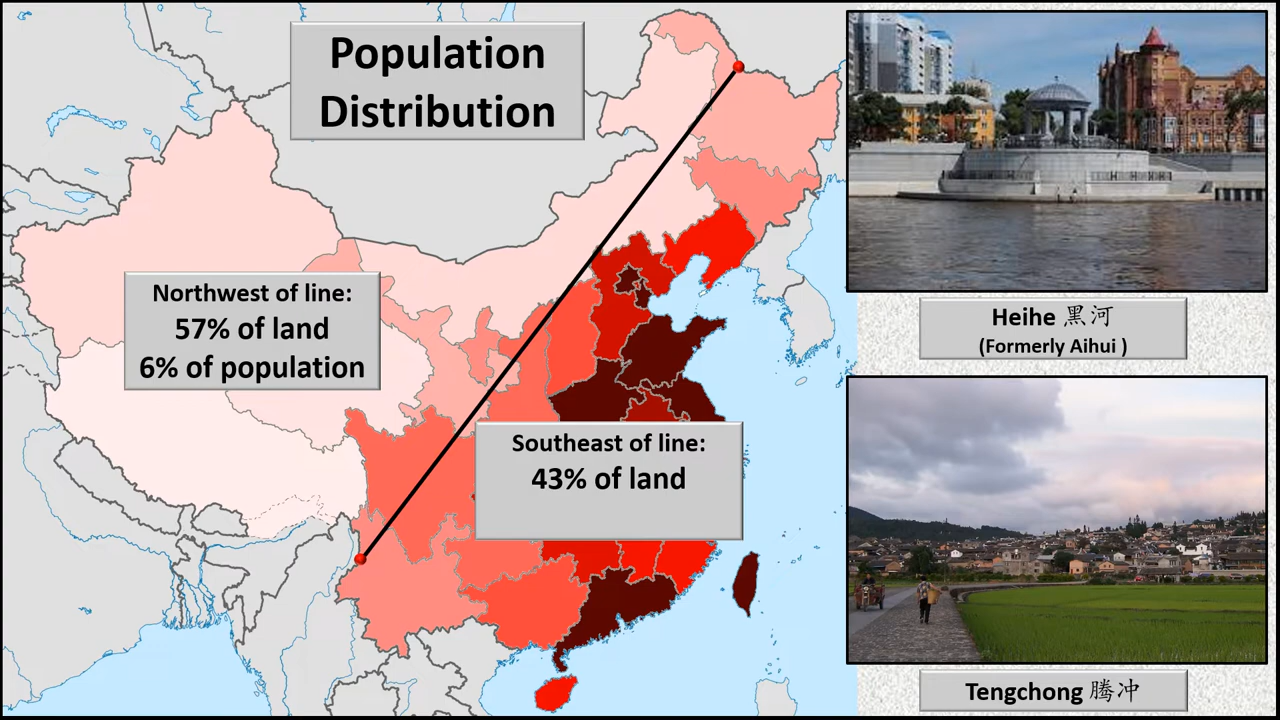 Population
Distribution
Northwest of line:
57% of land
6% of population
Southeast of line:
43% of land
Heihe 黑河
(Formerly Aihui )
Tengchong 腾冲